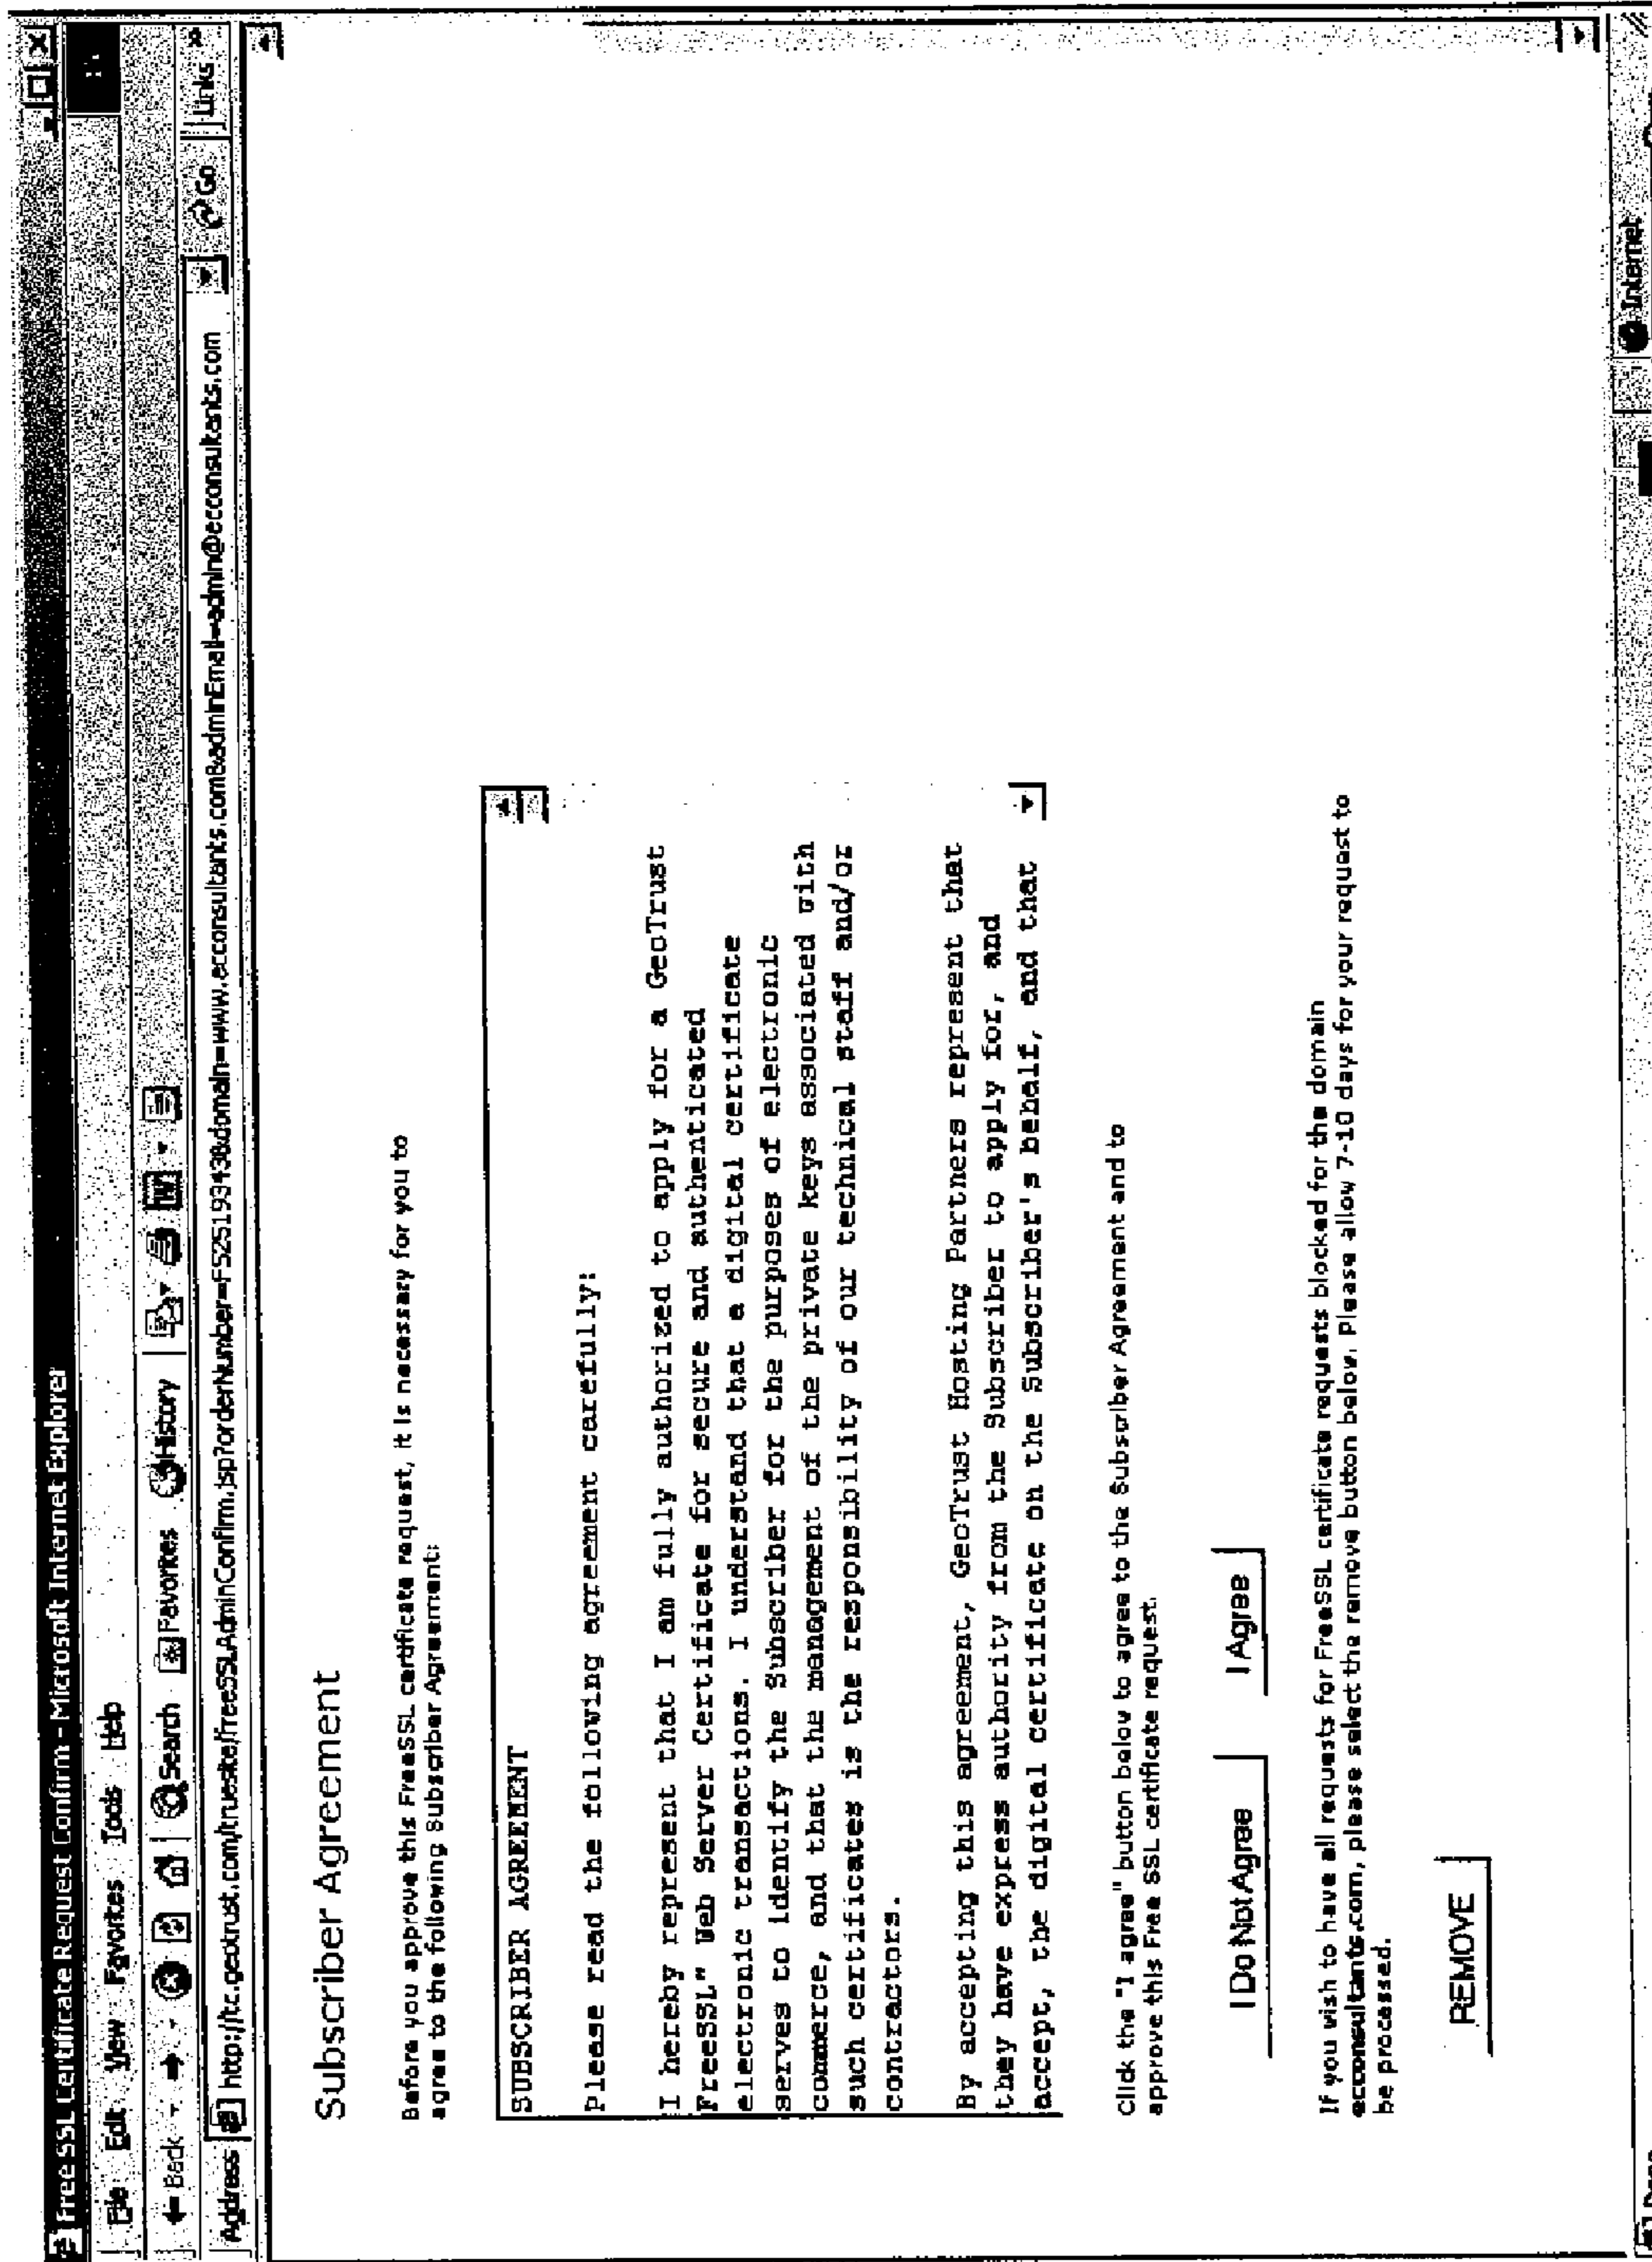 Free SSL Certificate Request Confirm - Microsoft Internet Explorer
File Edit View Favorites Tools Help
Back Search Favorites History
Address http://tc.geotrust.com/truesite/freeSSLAdminConfirm.jsp?orderNumber=FS251934&domain=www.ecconsultants.com&adminEmail=admin@ecconsultants.com Go Links
Subscriber Agreement
Before you approve this FreeSSL certificate request, it is necessary for you to
agree to the following Subscriber Agreement:
SUBSCRIBER AGREEMENT
Please read the following agreement carefully:
I hereby represent that I am fully authorized to apply for a GeoTrust
FreeSSL" Web Server Certificate for secure and authenticated
electronic transactions. I understand that a digital certificate
serves to identify the Subscriber for the purposes of electronic
commerce, and that the management of the private keys associated with
such certificates is the responsibility of our technical staff and/or
contractors.
By accepting this agreement, GeoTrust Hosting Partners represent that
they have express authority from the Subscriber to apply for, and
accept, the digital certificate on the Subscriber's behalf, and that
Click the "I agree" button below to agree to the Subscriber Agreement and to
approve this Free SSL certificate request.
I Do Not Agree I Agree
If you wish to have all requests for FreeSSL certificate requests blocked for the domain
ecconsultants.com, please select the remove button below. Please allow 7-10 days for your request to
be processed.
REMOVE
Done Internet